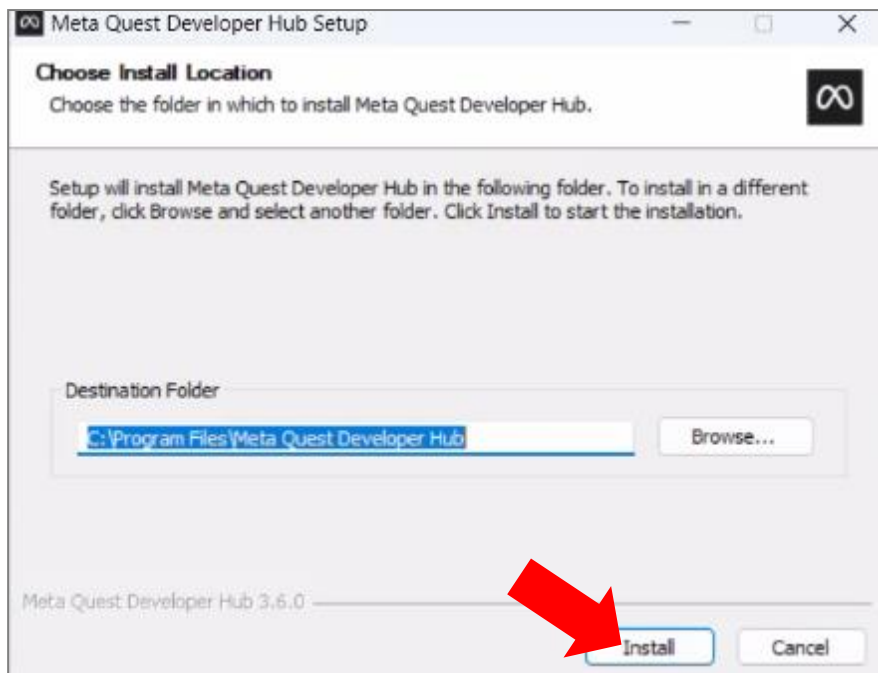 Meta Quest Developer Hub Setup
Choose Install Location
Choose the folder in which to install Meta Quest Developer Hub.
Setup will install Meta Quest Developer Hub in the following folder. To install in a different
folder, click Browse and select another folder. Click Install to start the installation.
Destination Folder
C:\Program Files\Meta Quest Developer Hub
Browse...
Meta Quest Developer Hub 3.6.0
Install
Cancel